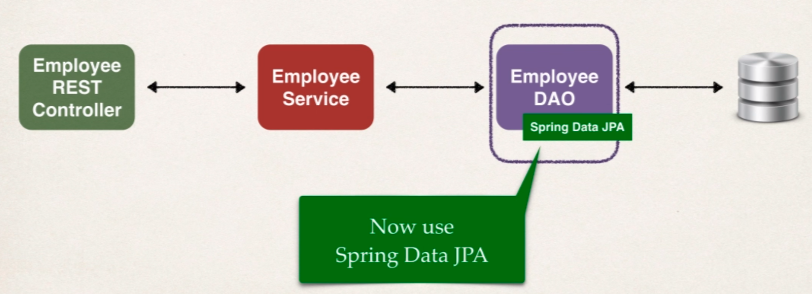 Employee
REST
Controller
Employee
Service
Employee
DAO
Spring Data JPA
Now use
Spring Data JPA